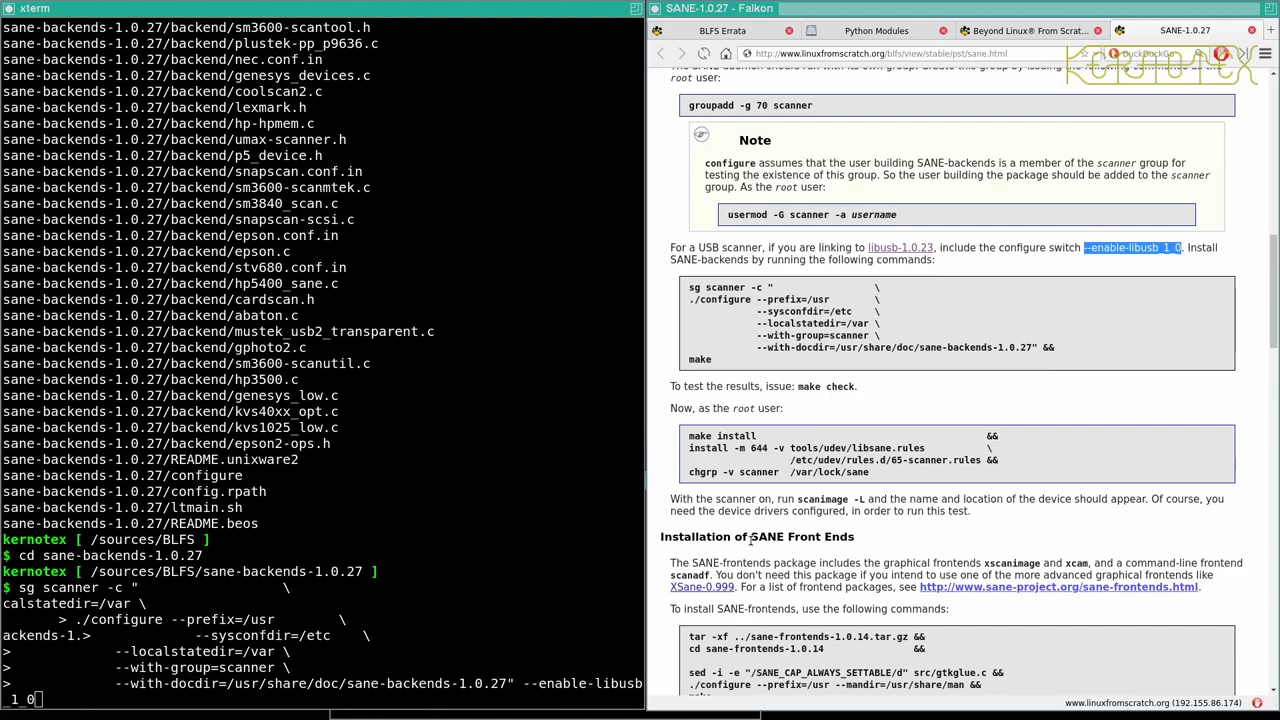 xterm
sane-backends-1.0.27/backend/sm3600-scantool.h
sane-backends-1.0.27/backend/plustek-pp_p9636.c
sane-backends-1.0.27/backend/nec.conf.in
sane-backends-1.0.27/backend/genesys_devices.c
sane-backends-1.0.27/backend/coolscan2.c
sane-backends-1.0.27/backend/lexmark.h
sane-backends-1.0.27/backend/hp-hpmem.c
sane-backends-1.0.27/backend/umax-scanner.h
sane-backends-1.0.27/backend/p5_device.h
sane-backends-1.0.27/backend/snapscan.conf.in
sane-backends-1.0.27/backend/sm3600-scanmtek.c
sane-backends-1.0.27/backend/sm3840_scan.c
sane-backends-1.0.27/backend/snapscan-scsi.c
sane-backends-1.0.27/backend/epson.conf.in
sane-backends-1.0.27/backend/epson.c
sane-backends-1.0.27/backend/stv680.conf.in
sane-backends-1.0.27/backend/hp5400_sane.c
sane-backends-1.0.27/backend/cardscan.h
sane-backends-1.0.27/backend/abaton.c
sane-backends-1.0.27/backend/mustek_usb2_transparent.c
sane-backends-1.0.27/backend/gphoto2.c
sane-backends-1.0.27/backend/sm3600-scanutil.c
sane-backends-1.0.27/backend/hp3500.c
sane-backends-1.0.27/backend/genesys_low.c
sane-backends-1.0.27/backend/kvs40xx_opt.c
sane-backends-1.0.27/backend/kvs1025_low.c
sane-backends-1.0.27/backend/epson2-ops.h
sane-backends-1.0.27/README.unixware2
sane-backends-1.0.27/configure
sane-backends-1.0.27/config.rpath
sane-backends-1.0.27/ltmain.sh
sane-backends-1.0.27/README.beos
kernotex [ /sources/BLFS ]
$ cd sane-backends-1.0.27
kernotex [ /sources/BLFS/sane-backends-1.0.27 ]
$ sg scanner -c " \
calstatedir=/var \
> ./configure --prefix=/usr \
ackends-1.> --sysconfdir=/etc \
> --localstatedir=/var \
> --with-group=scanner \
> --with-docdir=/usr/share/doc/sane-backends-1.0.27" --enable-libusb
_1_0
SANE-1.0.27 - Falkon
BLFS Errata
Python Modules
Beyond Linux® From Scrat...
SANE-1.0.27
http://www.linuxfromscratch.org/blfs/view/stable/pst/sane.html
DuckDuckGo
KERNOTEX
root user:
groupadd -g 70 scanner
Note
configure assumes that the user building SANE-backends is a member of the scanner group for
testing the existence of this group. So the user building the package should be added to the scanner
group. As the root user:
usermod -G scanner -a username
For a USB scanner, if you are linking to libusb-1.0.23, include the configure switch --enable-libusb_1_0. Install
SANE-backends by running the following commands:
sg scanner -c " \
./configure --prefix=/usr \
--sysconfdir=/etc \
--localstatedir=/var \
--with-group=scanner \
--with-docdir=/usr/share/doc/sane-backends-1.0.27" &&
make
To test the results, issue: make check.
Now, as the root user:
make install &&
install -m 644 -v tools/udev/libsane.rules \
/etc/udev/rules.d/65-scanner.rules &&
chgrp -v scanner /var/lock/sane
With the scanner on, run scanimage -L and the name and location of the device should appear. Of course, you
need the device drivers configured, in order to run this test.
Installation of SANE Front Ends
The SANE-frontends package includes the graphical frontends xscanimage and xcam, and a command-line frontend
scanadf. You don't need this package if you intend to use one of the more advanced graphical frontends like
XSane-0.999. For a list of frontend packages, see http://www.sane-project.org/sane-frontends.html.
To install SANE-frontends, use the following commands:
tar -xf ../sane-frontends-1.0.14.tar.gz &&
cd sane-frontends-1.0.14 &&
sed -i -e "/SANE_CAP_ALWAYS_SETTABLE/d" src/gtkglue.c &&
./configure --prefix=/usr --mandir=/usr/share/man &&
www.linuxfromscratch.org (192.155.86.174)